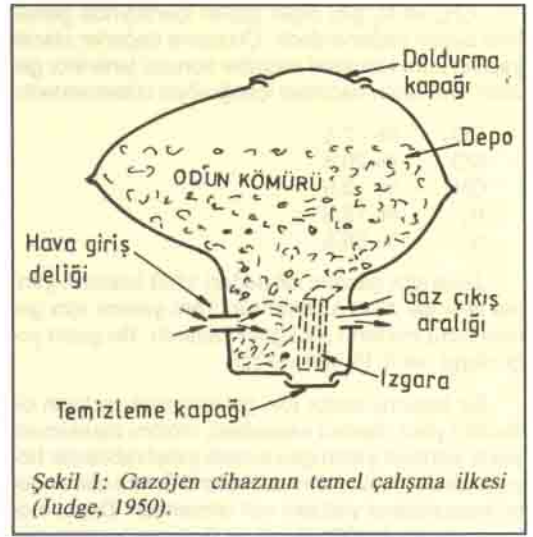 Doldurma
kapağı
Depo
ODUN KÖMÜRÜ
Hava giriş
deliği
Gaz çıkış
aralığı
Izgara
Temizleme kapağı
Şekil 1: Gazojen cihazının temel çalışma ilkesi
(Judge, 1950).